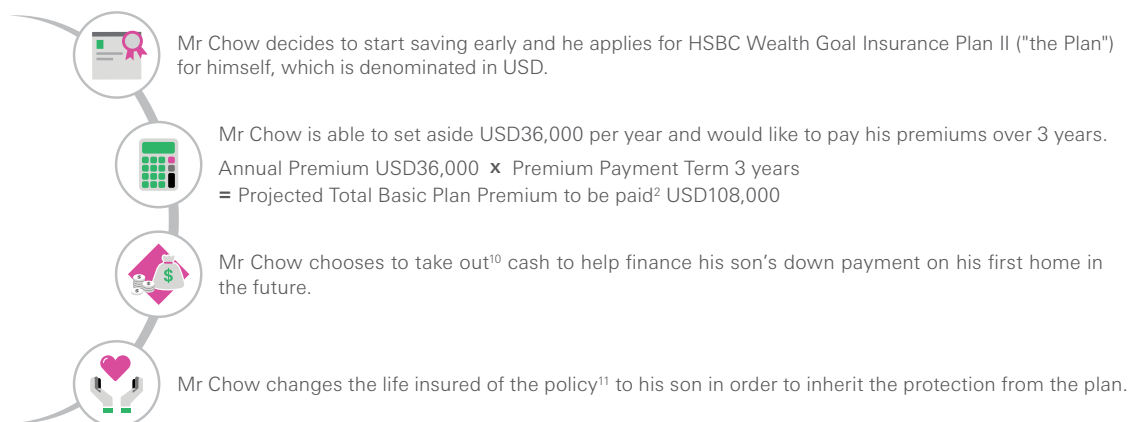 Mr Chow decides to start saving early and he applies for HSBC Wealth Goal Insurance Plan II ("the Plan")
for himself, which is denominated in USD.
Mr Chow is able to set aside USD36,000 per year and would like to pay his premiums over 3 years.
Annual Premium USD36,000 x Premium Payment Term 3 years
= Projected Total Basic Plan Premium to be paid² USD108,000
Mr Chow chooses to take out¹⁰ cash to help finance his son's down payment on his first home in
the future.
$
Mr Chow changes the life insured of the policy¹¹ to his son in order to inherit the protection from the plan.